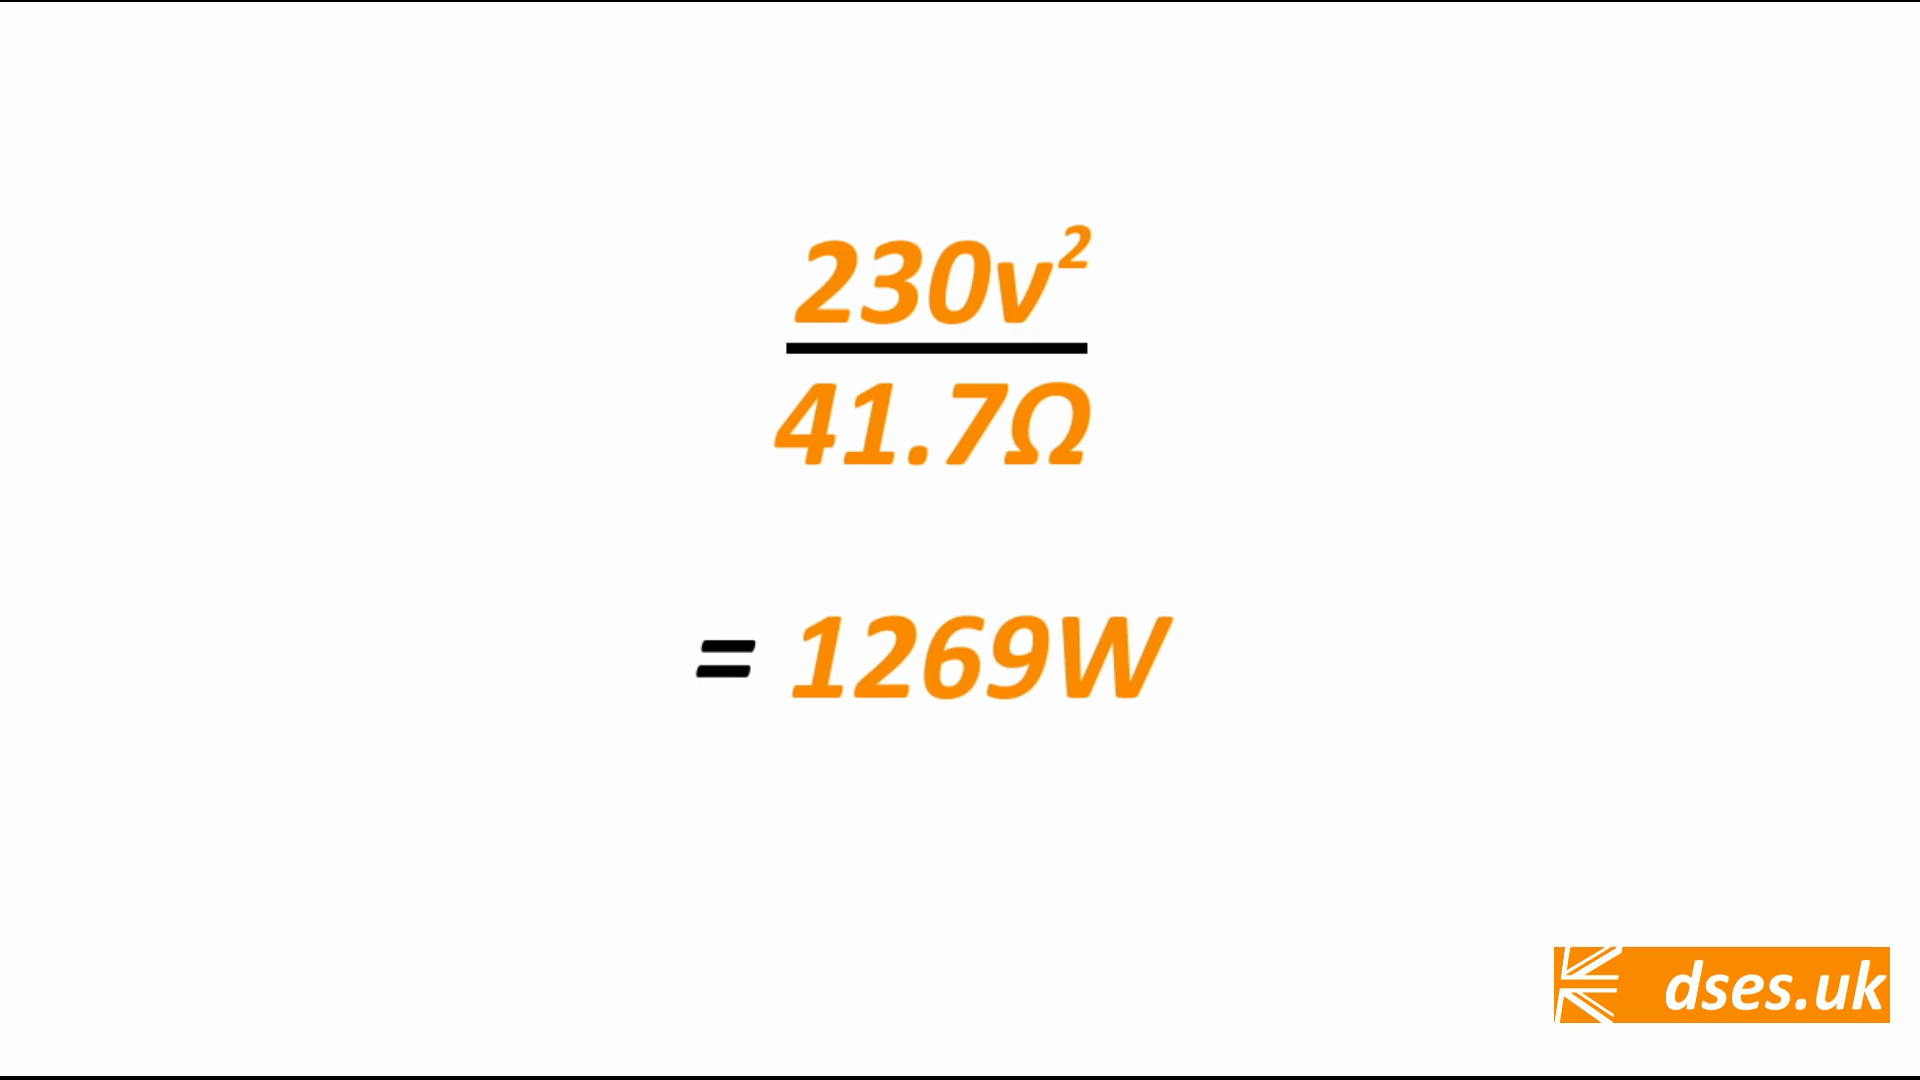 230v²
41.7Ω
= 1269W
dses.uk